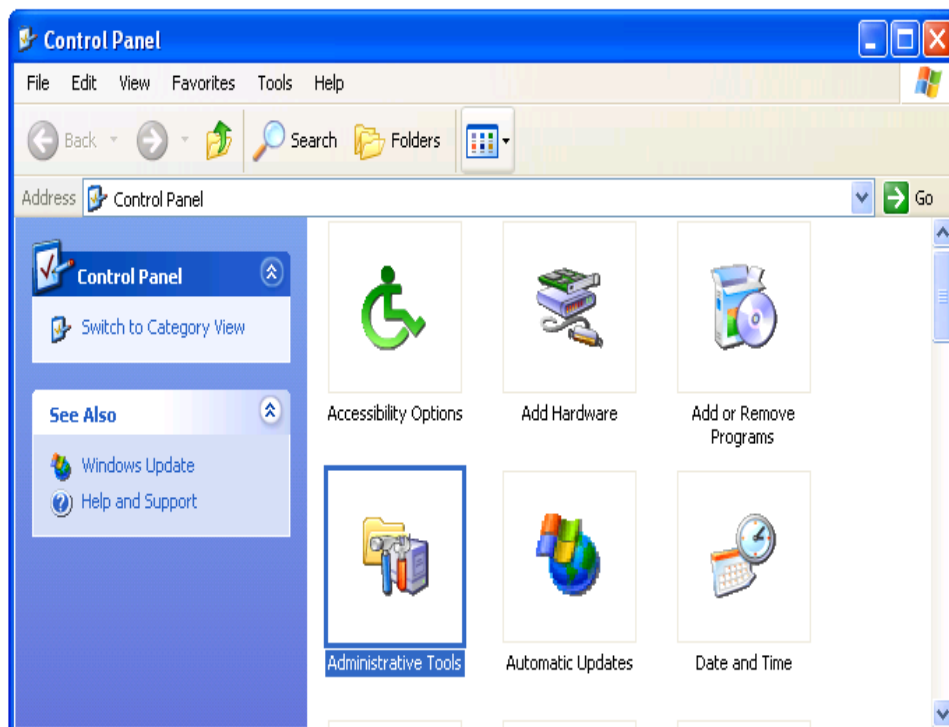 Control Panel
File Edit View Favorites Tools Help
Back Search Folders
Address Control Panel Go
Control Panel
Switch to Category View
See Also
Windows Update
Help and Support
Accessibility Options Add Hardware Add or Remove
Programs
Administrative Tools Automatic Updates Date and Time